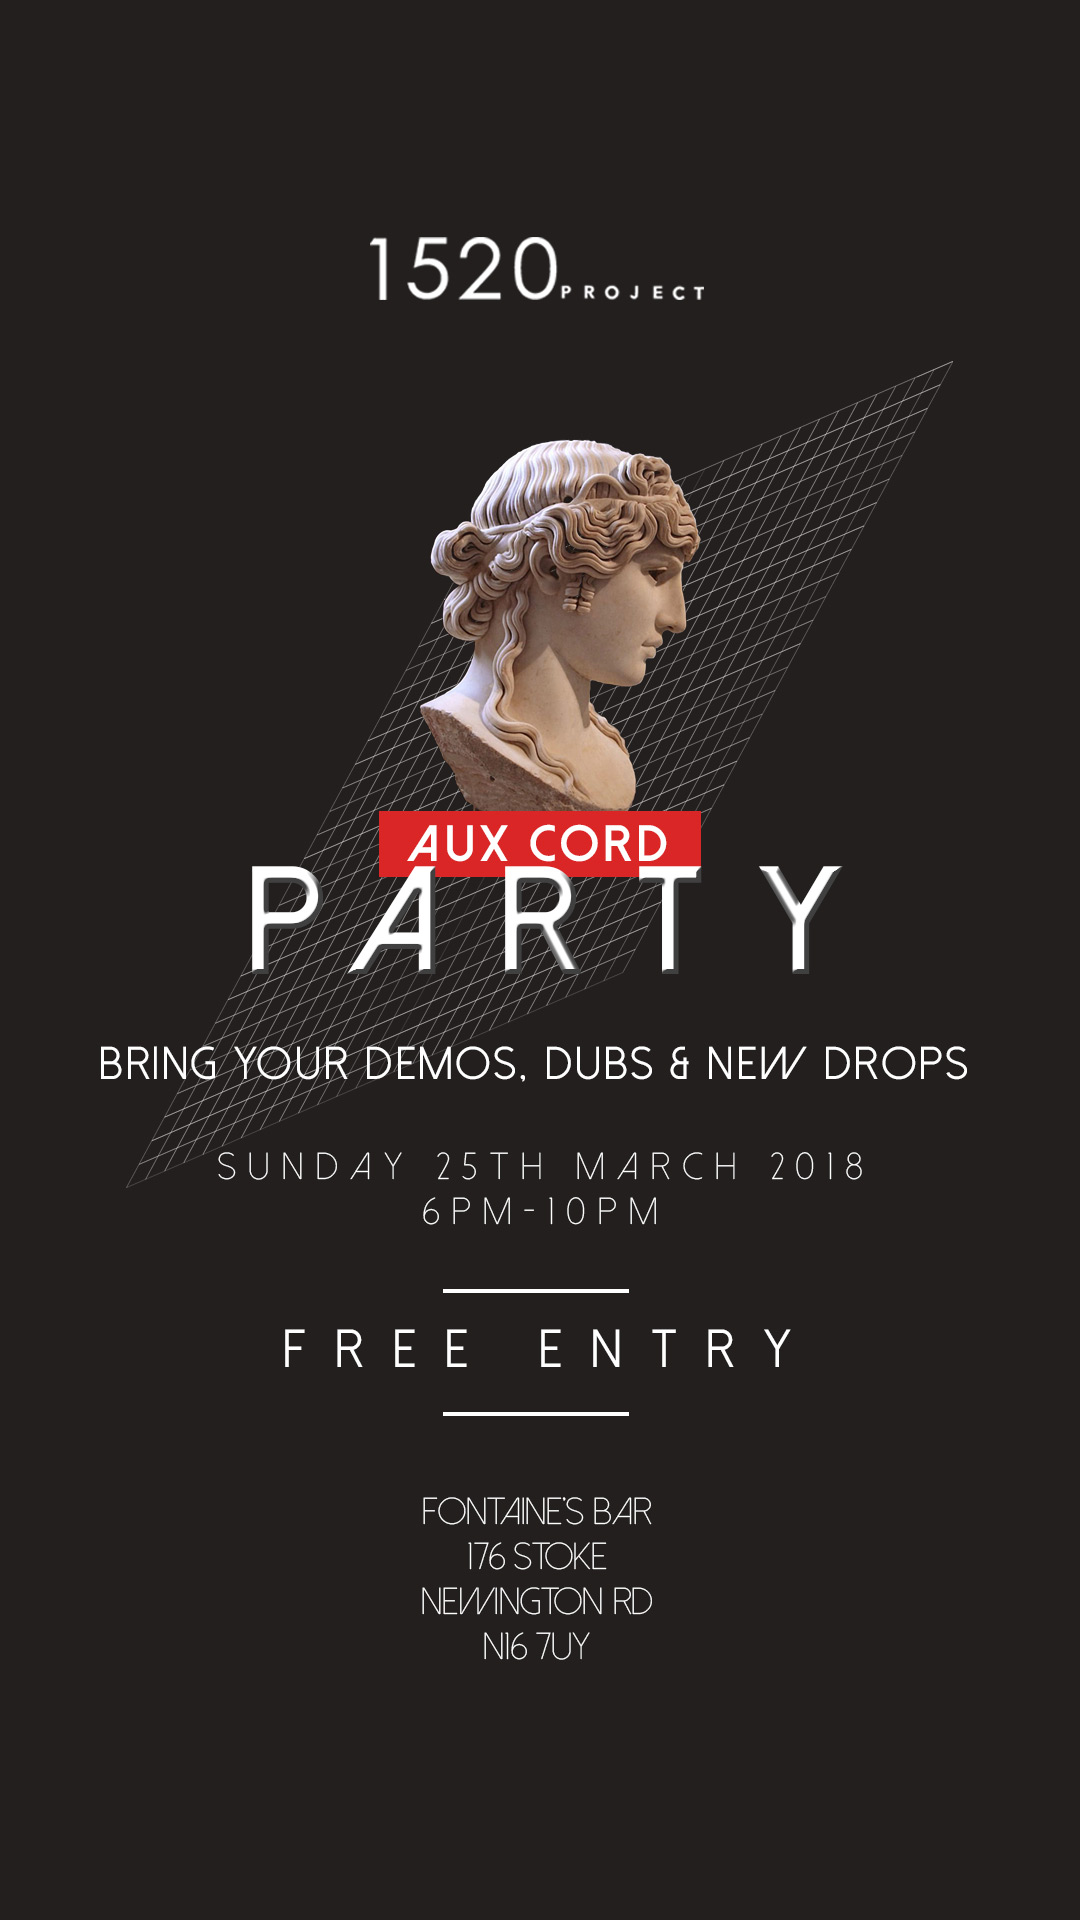 1520 PROJECT
AUX CORD
PARTY
BRING YOUR DEMOS, DUBS & NEW DROPS
SUNDAY 25TH MARCH 2018
6PM-10PM
FREE ENTRY
FONTAINE'S BAR
176 STOKE
NEWINGTON RD
N16 7UY